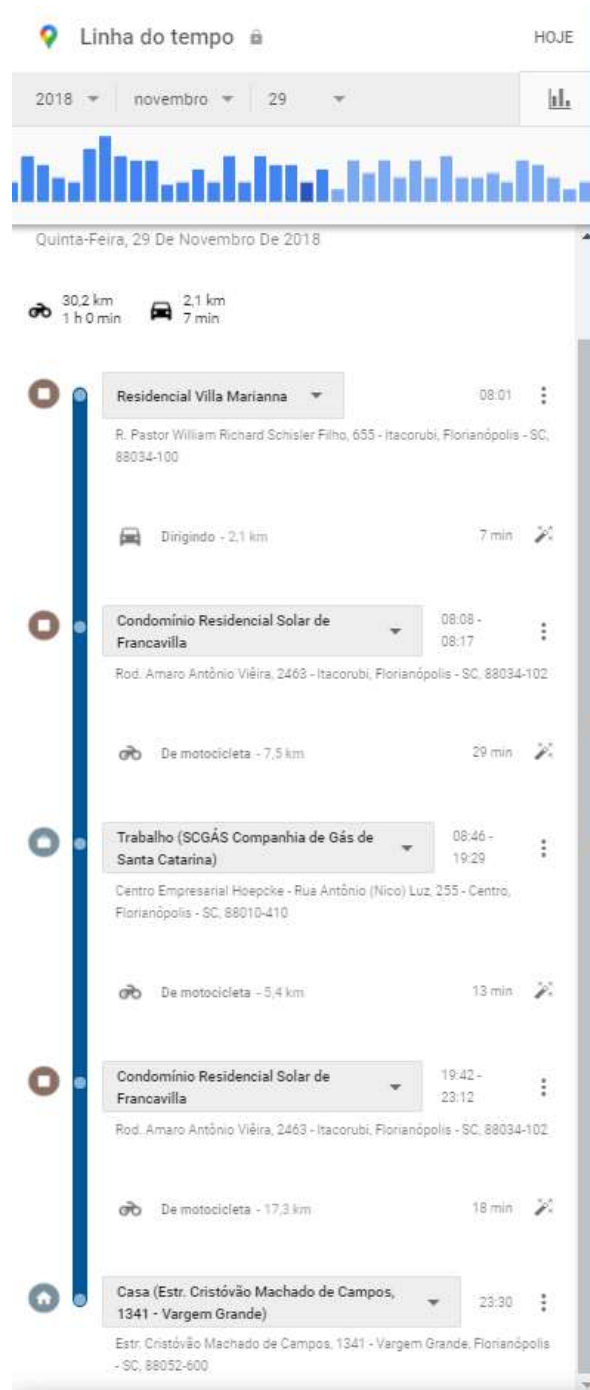 Linha do tempo
HOJE
2018 novembro 29
Quinta-Feira, 29 De Novembro De 2018
30,2 km 2,1 km
1 h 0 min 7 min
Residencial Villa Marianna 08:01
R. Pastor William Richard Schisler Filho, 655 - Itacorubi, Florianópolis - SC,
88034-100
Dirigindo - 2,1 km 7 min
Condomínio Residencial Solar de
Francavilla
08:08 -
08:17
Rod. Amaro Antônio Viêira, 2463 - Itacorubi, Florianópolis - SC, 88034-102
De motocicleta - 7,5 km 29 min
Trabalho (SCGÁS Companhia de Gás de
Santa Catarina)
08:46 -
19:29
Centro Empresarial Hoepcke - Rua Antônio (Nico) Luz, 255 - Centro,
Florianópolis - SC, 88010-410
De motocicleta - 5,4 km 13 min
Condomínio Residencial Solar de
Francavilla
19:42 -
23:12
Rod. Amaro Antônio Viêira, 2463 - Itacorubi, Florianópolis - SC, 88034-102
De motocicleta - 17,3 km 18 min
Casa (Estr. Cristóvão Machado de Campos,
1341 - Vargem Grande)
23:30
Estr. Cristóvão Machado de Campos, 1341 - Vargem Grande, Florianópolis
- SC, 88052-600